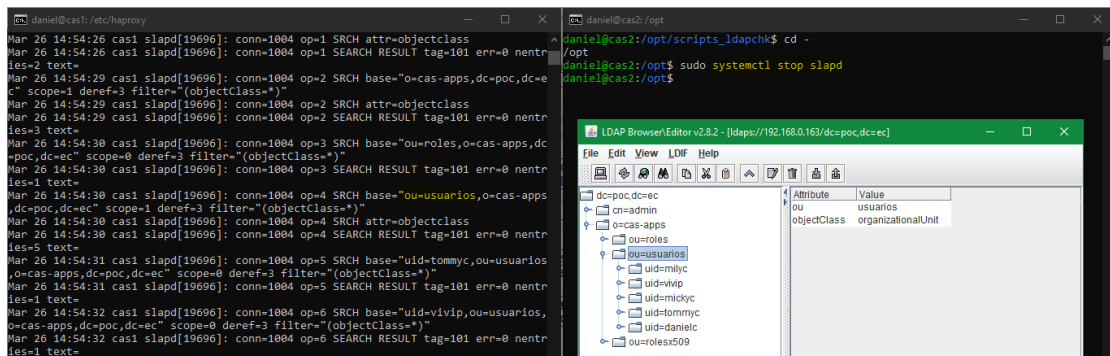 daniel@cas1: /etc/haproxy
Mar 26 14:54:26 cas1 slapd[19696]: conn=1004 op=1 SRCH attr=objectclass
Mar 26 14:54:26 cas1 slapd[19696]: conn=1004 op=1 SEARCH RESULT tag=101 err=0 nentr
ies=2 text=
Mar 26 14:54:29 cas1 slapd[19696]: conn=1004 op=2 SRCH base="o=cas-apps,dc=poc,dc=e
c" scope=1 deref=3 filter="(objectClass=*)"
Mar 26 14:54:29 cas1 slapd[19696]: conn=1004 op=2 SRCH attr=objectclass
Mar 26 14:54:29 cas1 slapd[19696]: conn=1004 op=2 SEARCH RESULT tag=101 err=0 nentr
ies=3 text=
Mar 26 14:54:30 cas1 slapd[19696]: conn=1004 op=3 SRCH base="ou=roles,o=cas-apps,dc
=poc,dc=ec" scope=0 deref=3 filter="(objectClass=*)"
Mar 26 14:54:30 cas1 slapd[19696]: conn=1004 op=3 SEARCH RESULT tag=101 err=0 nentr
ies=1 text=
Mar 26 14:54:30 cas1 slapd[19696]: conn=1004 op=4 SRCH base="ou=usuarios,o=cas-apps
,dc=poc,dc=ec" scope=1 deref=3 filter="(objectClass=*)"
Mar 26 14:54:30 cas1 slapd[19696]: conn=1004 op=4 SRCH attr=objectclass
Mar 26 14:54:30 cas1 slapd[19696]: conn=1004 op=4 SEARCH RESULT tag=101 err=0 nentr
ies=5 text=
Mar 26 14:54:31 cas1 slapd[19696]: conn=1004 op=5 SRCH base="uid=tommyc,ou=usuarios
,o=cas-apps,dc=poc,dc=ec" scope=0 deref=3 filter="(objectClass=*)"
Mar 26 14:54:31 cas1 slapd[19696]: conn=1004 op=5 SEARCH RESULT tag=101 err=0 nentr
ies=1 text=
Mar 26 14:54:32 cas1 slapd[19696]: conn=1004 op=6 SRCH base="uid=vivip,ou=usuarios,
o=cas-apps,dc=poc,dc=ec" scope=0 deref=3 filter="(objectClass=*)"
Mar 26 14:54:32 cas1 slapd[19696]: conn=1004 op=6 SEARCH RESULT tag=101 err=0 nentr
ies=1 text=
daniel@cas2: /opt
daniel@cas2:/opt/scripts_ldapchk$ cd -
/opt
daniel@cas2:/opt$ sudo systemctl stop slapd
daniel@cas2:/opt$
LDAP Browser\Editor v2.8.2 - [ldaps://192.168.0.163/dc=poc,dc=ec]
File Edit View LDIF Help
dc=poc,dc=ec
cn=admin
o=cas-apps
ou=roles
ou=usuarios
uid=milyc
uid=vivip
uid=mickyc
uid=tommyc
uid=danielc
ou=rolesx509
Attribute Value
ou usuarios
objectClass organizationalUnit